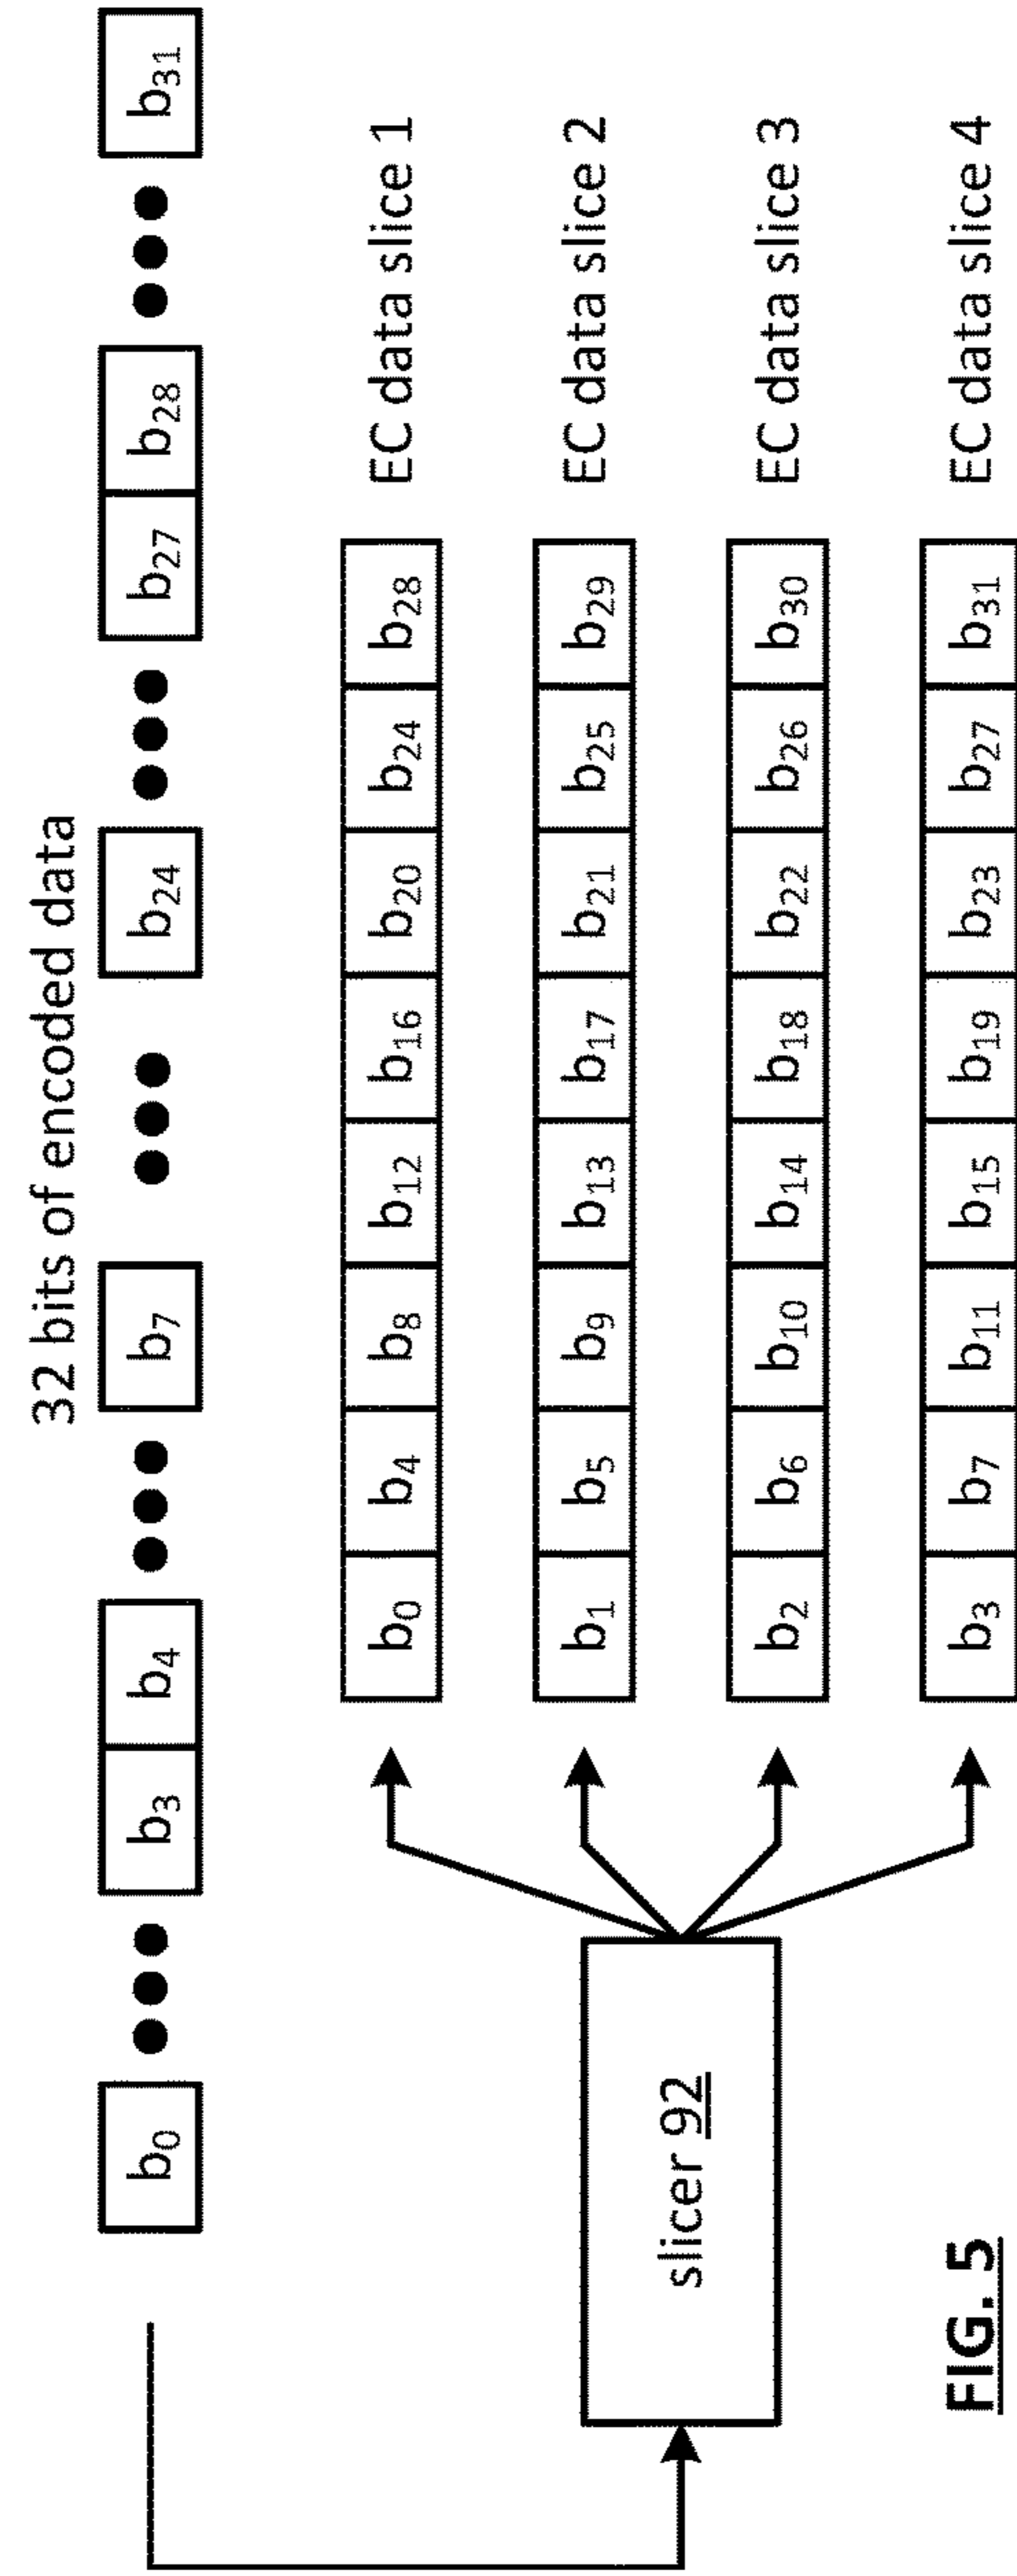 32 bits of encoded data
b0 ●●● b3 b4 ●●● b7 ●●● b24 ●●● b27 b28 ●●● b31
slicer 92
b0 b4 b8 b12 b16 b20 b24 b28 EC data slice 1
b1 b5 b9 b13 b17 b21 b25 b29 EC data slice 2
b2 b6 b10 b14 b18 b22 b26 b30 EC data slice 3
b3 b7 b11 b15 b19 b23 b27 b31 EC data slice 4
FIG. 5